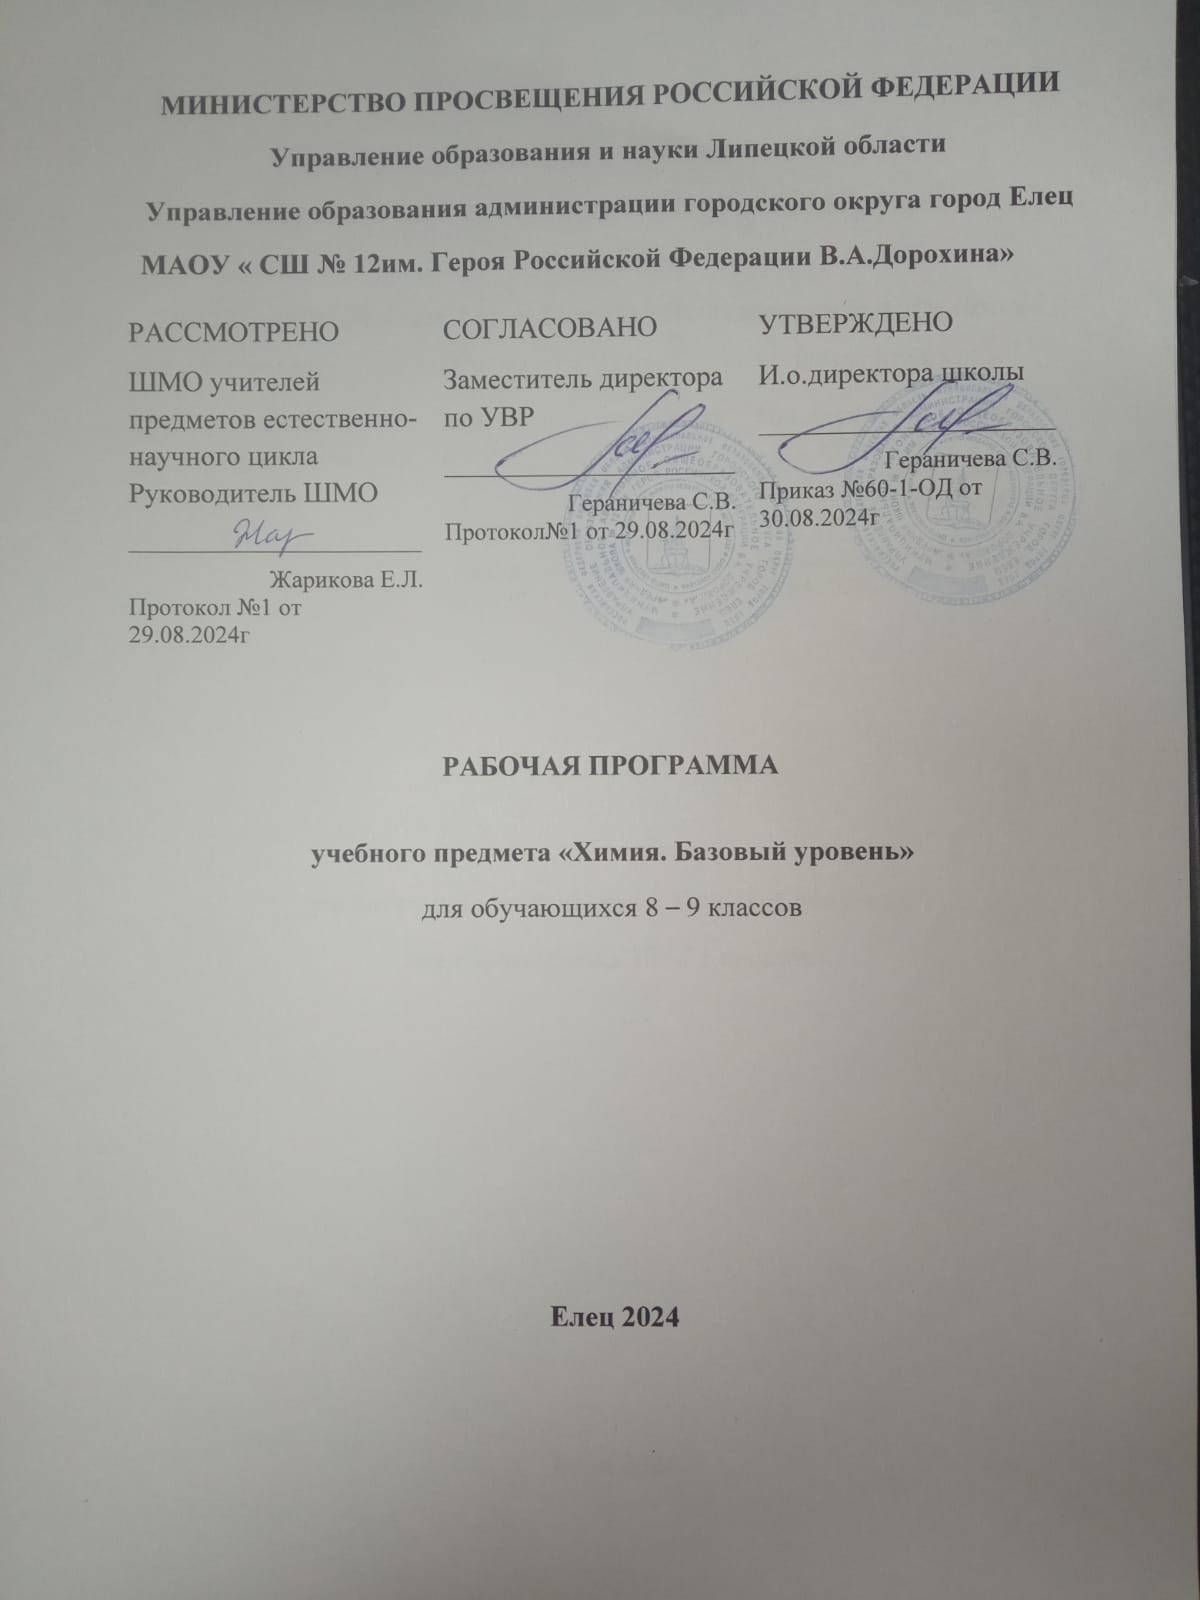 МИНИСТЕРСТВО ПРОСВЕЩЕНИЯ РОССИЙСКОЙ ФЕДЕРАЦИИ
Управление образования и науки Липецкой области
Управление образования администрации городского округа город Елец
МАОУ « СШ № 12им. Героя Российской Федерации В.А.Дорохина»
РАССМОТРЕНО
ШМО учителей
предметов естественно-
научного цикла
Руководитель ШМО
Жарикова Е.Л.
Протокол №1 от
29.08.2024г
СОГЛАСОВАНО
Заместитель директора
по УВР
Гераничева С.В.
Протокол№1 от 29.08.2024г
УТВЕРЖДЕНО
И.о.директора школы
Гераничева С.В.
Приказ №60-1-ОД от
30.08.2024г
РАБОЧАЯ ПРОГРАММА
учебного предмета «Химия. Базовый уровень»
для обучающихся 8 – 9 классов
Елец 2024